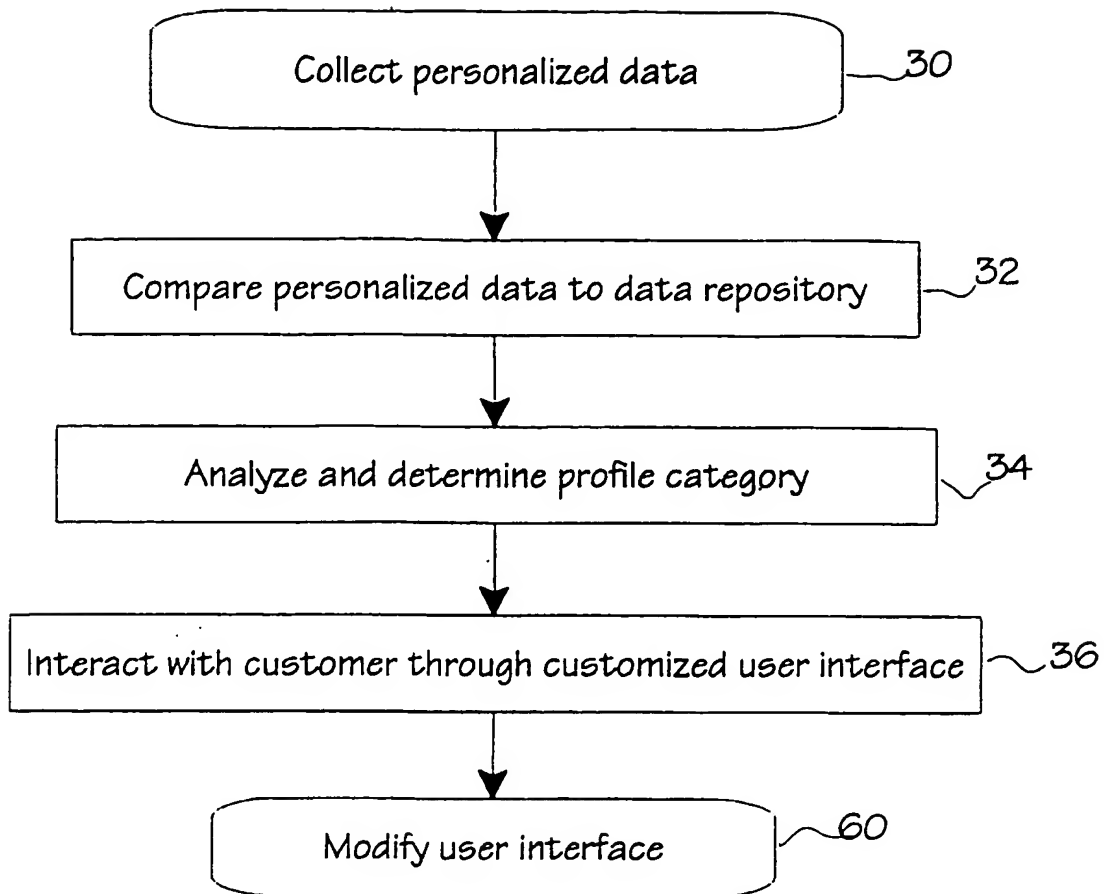 Collect personalized data
30
Compare personalized data to data repository
32
Analyze and determine profile category
34
Interact with customer through customized user interface
36
Modify user interface
60